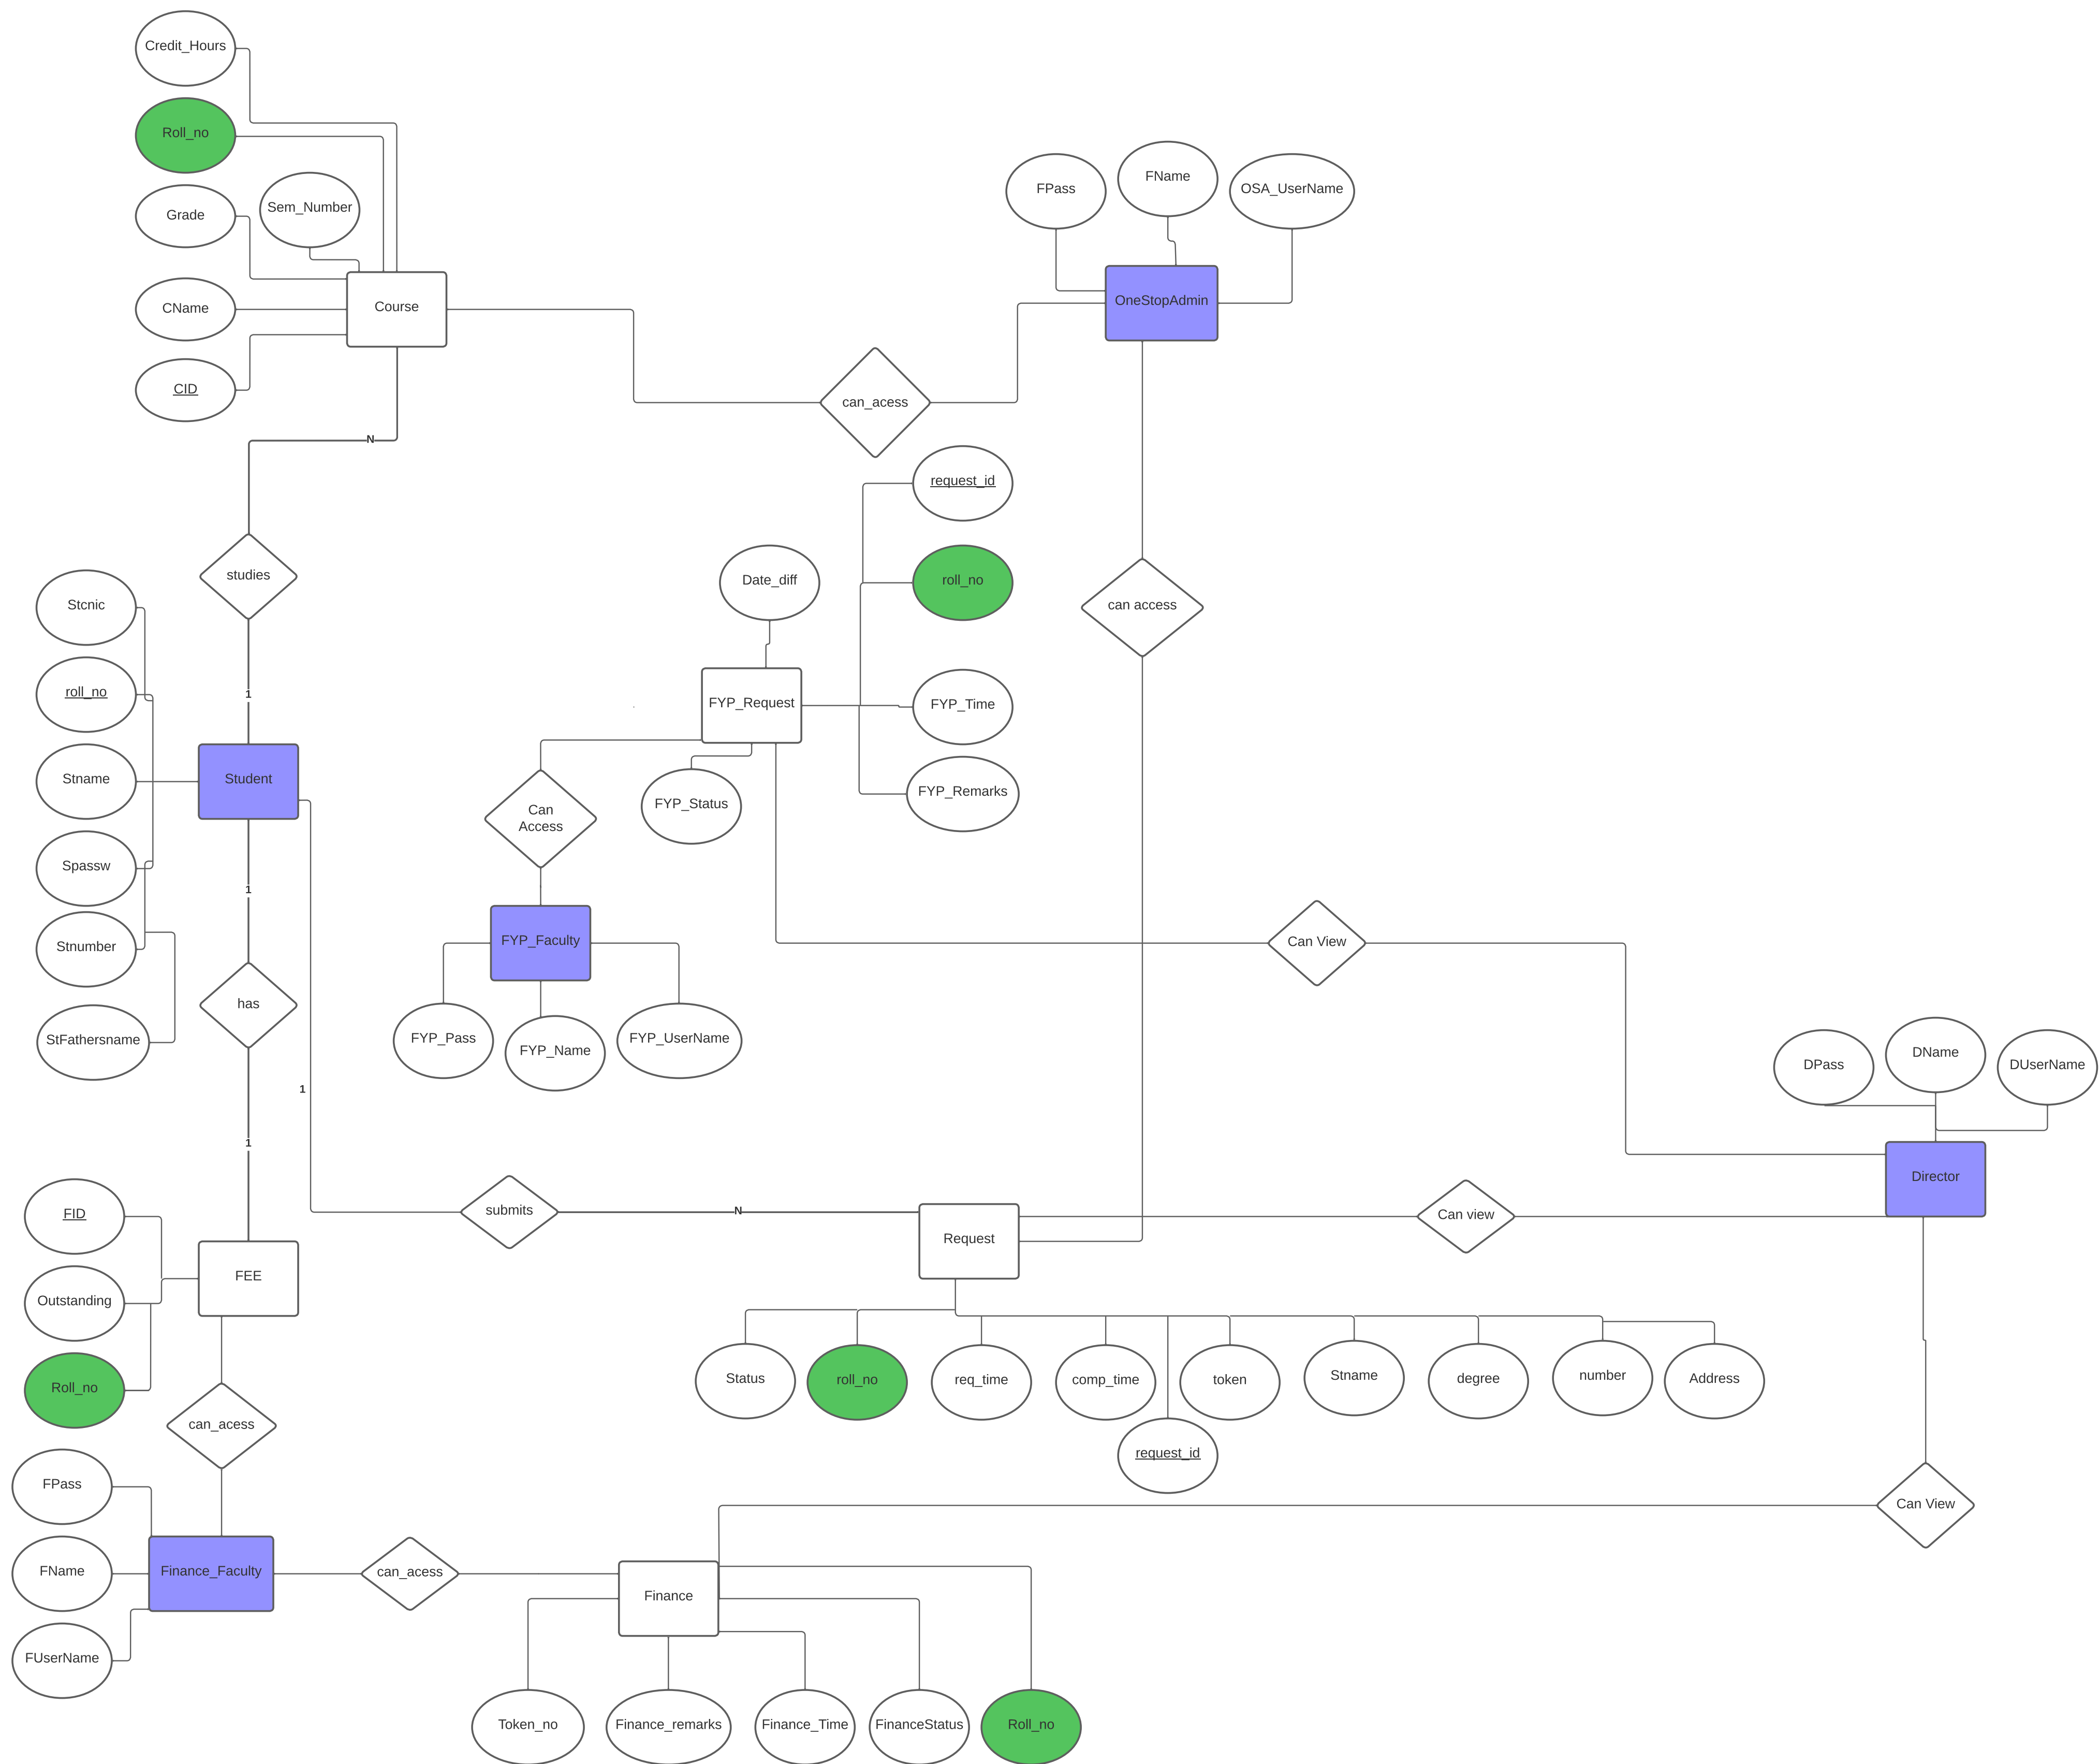 Credit_Hours
Roll_no
Grade
Sem_Number
CName
CID
Course
FPass
FName
OSA_UserName
OneStopAdmin
can_acess
N
studies
1
request_id
roll_no
Date_diff
FYP_Request
FYP_Time
FYP_Remarks
FYP_Status
can access
Stcnic
roll_no
Stname
Spassw
Stnumber
StFathersname
Student
1
has
1
1
Can
Access
FYP_Faculty
FYP_Pass
FYP_Name
FYP_UserName
Can View
DPass
DName
DUserName
Director
submits
N
Request
Can view
FID
Outstanding
Roll_no
FEE
can_acess
Status
roll_no
req_time
comp_time
token
Stname
degree
number
Address
request_id
Can View
FPass
FName
FUserName
Finance_Faculty
can_acess
Finance
Token_no
Finance_remarks
Finance_Time
FinanceStatus
Roll_no